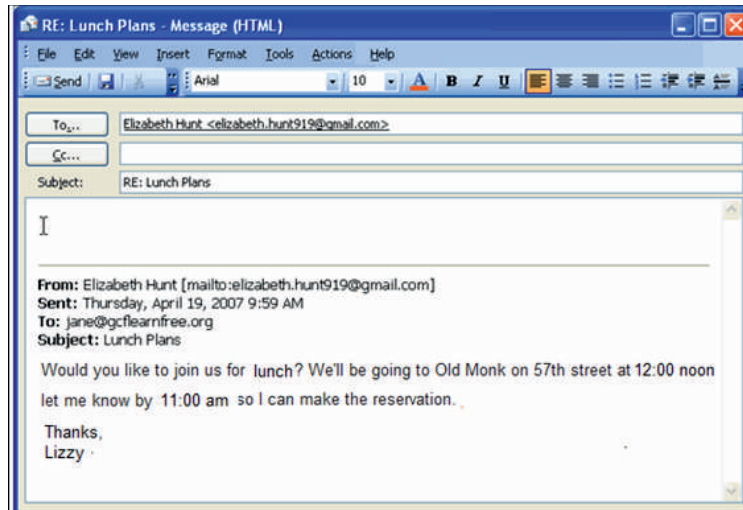 RE: Lunch Plans - Message (HTML)
File Edit View Insert Format Tools Actions Help
Send Arial 10 A B I U
To... Elizabeth Hunt <elizabeth.hunt919@gmail.com>
Cc...
Subject: RE: Lunch Plans
From: Elizabeth Hunt [mailto:elizabeth.hunt919@gmail.com]
Sent: Thursday, April 19, 2007 9:59 AM
To: jane@gcflearnfree.org
Subject: Lunch Plans
Would you like to join us for lunch? We'll be going to Old Monk on 57th street at 12:00 noon
let me know by 11:00 am so I can make the reservation.
Thanks,
Lizzy